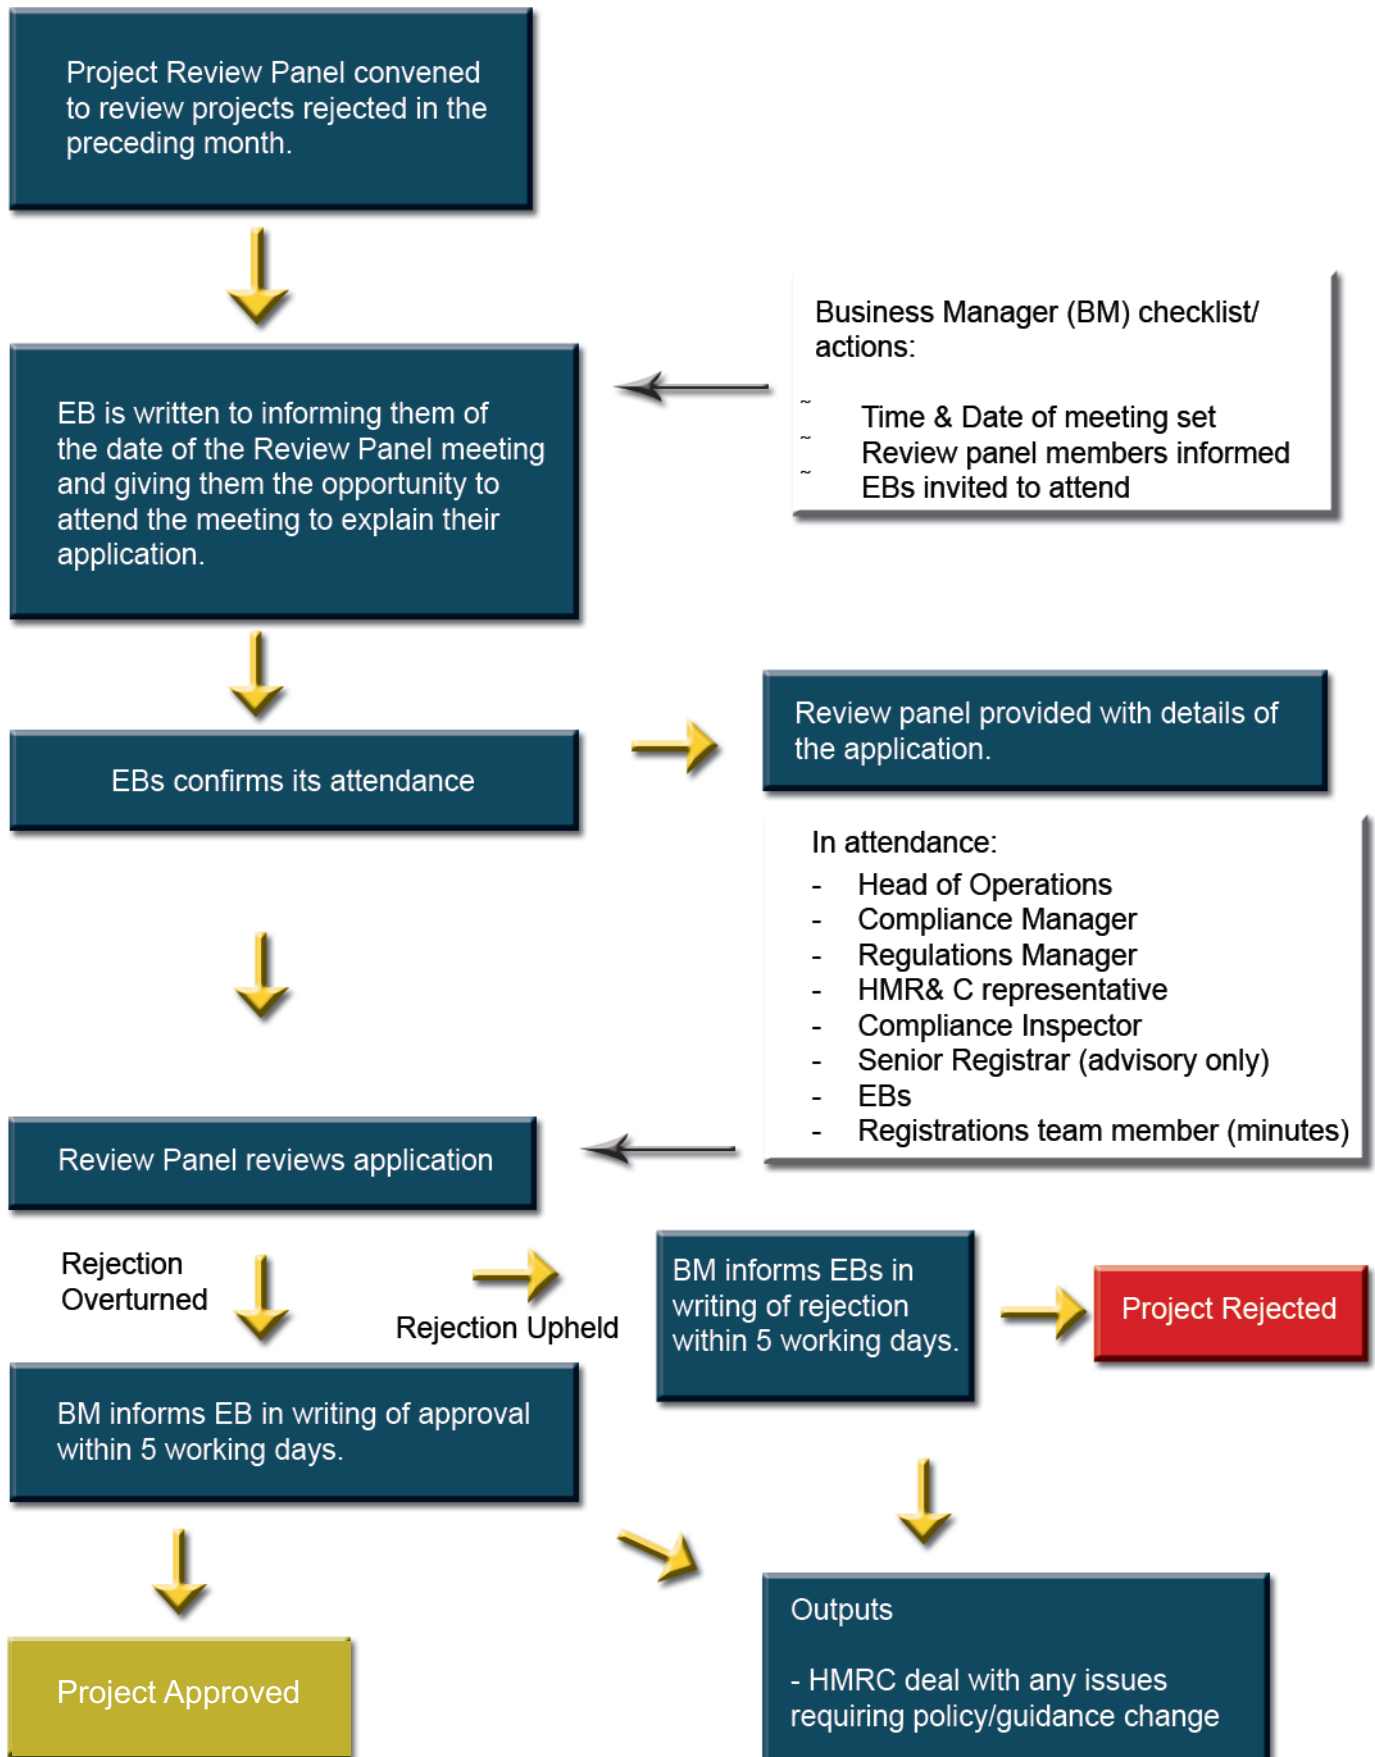 Project Review Panel convened
to review projects rejected in the
preceding month.
Business Manager (BM) checklist/
actions:
~ Time & Date of meeting set
~ Review panel members informed
~ EBs invited to attend
EB is written to informing them of
the date of the Review Panel meeting
and giving them the opportunity to
attend the meeting to explain their
application.
EBs confirms its attendance
Review panel provided with details of
the application.
In attendance:
- Head of Operations
- Compliance Manager
- Regulations Manager
- HMR& C representative
- Compliance Inspector
- Senior Registrar (advisory only)
- EBs
- Registrations team member (minutes)
Review Panel reviews application
Rejection
Overturned
Rejection Upheld
BM informs EBs in
writing of rejection
within 5 working days.
Project Rejected
BM informs EB in writing of approval
within 5 working days.
Project Approved
Outputs
- HMRC deal with any issues
requiring policy/guidance change